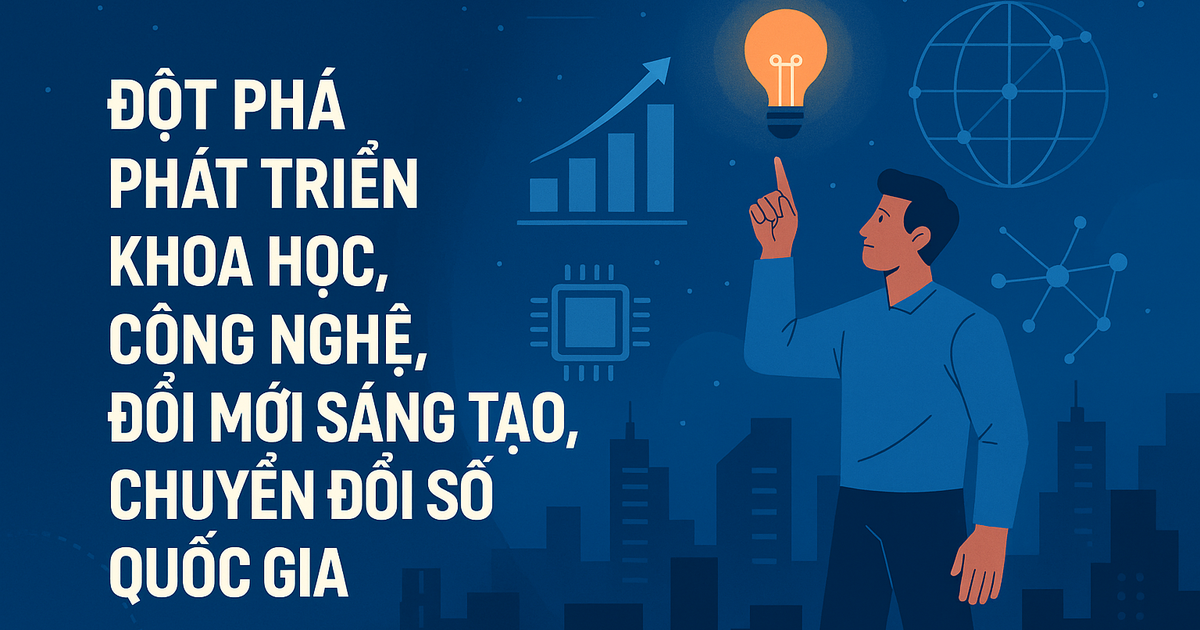 ĐỘT PHÁ
PHÁT TRIỂN
KHOA HỌC,
CÔNG NGHỆ,
ĐỔI MỚI SÁNG TẠO,
CHUYỂN ĐỔI SỐ
QUỐC GIA